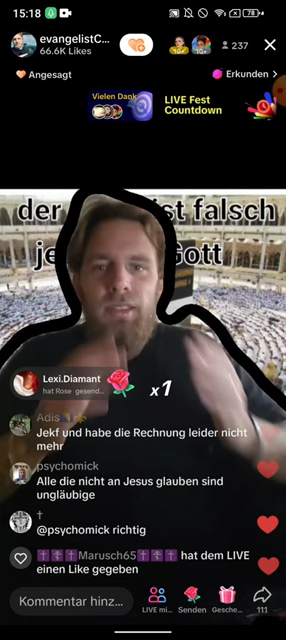 15:18
78
evangelistC...
66.6K Likes
10+
10+
237
Angesagt
Erkunden >
Vielen Dank
LIVE Fest
Countdown
der
ist falsch
je
Gott
Lexi.Diamant
hat Rose gesend...
x1
Adis
Jekf und habe die Rechnung leider nicht
mehr
psychomick
Alle die nicht an Jesus glauben sind
ungläubige
@psychomick richtig
Marusch65 hat dem LIVE
einen Like gegeben
Kommentar hinz...
LIVE mi...
Senden
Gesche...
111